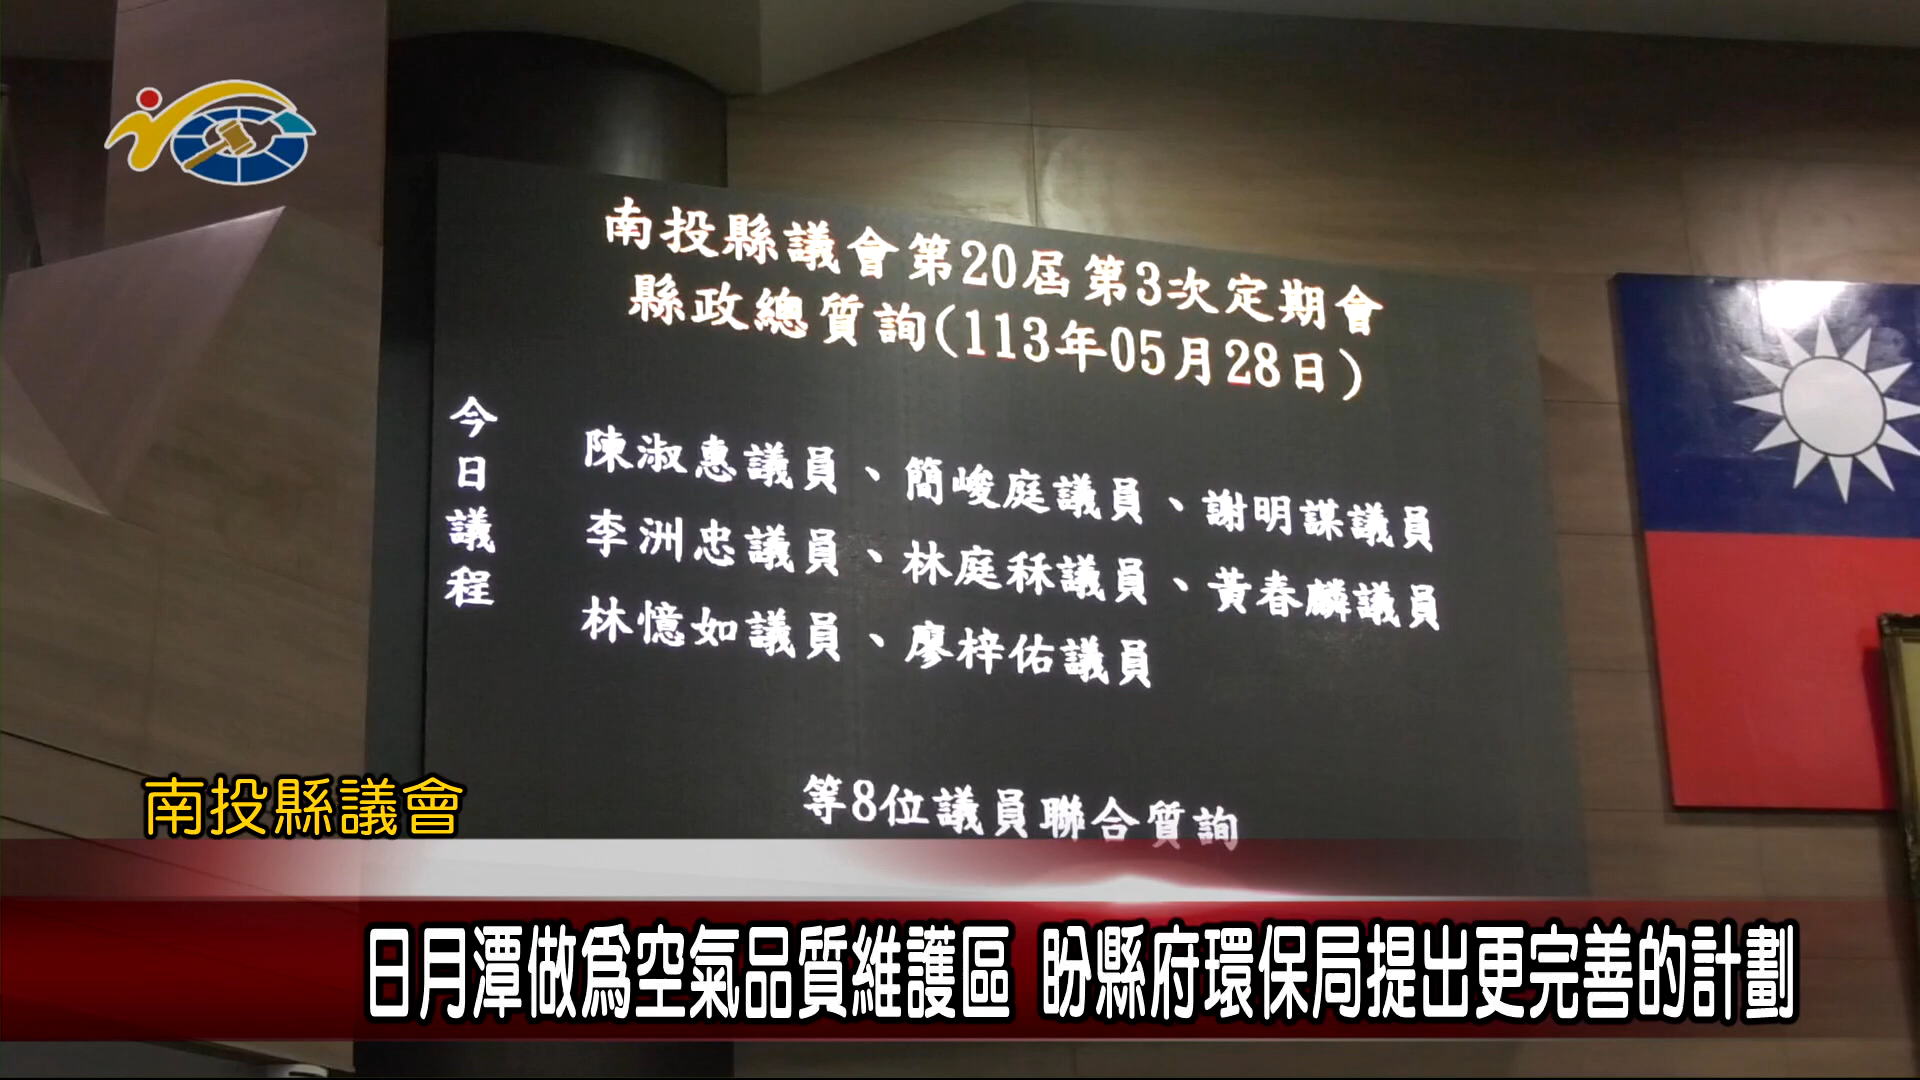 南投縣議會第20屆第3次定期會
縣政總質詢(113年05月28日)
今日議程
陳淑惠議員、簡峻庭議員、謝明謀議員
李洲忠議員、林庭秝議員、黃春麟議員
林憶如議員、廖梓佑議員
等8位議員聯合質詢
南投縣議會
日月潭做為空氣品質維護區 盼縣府環保局提出更完善的計劃